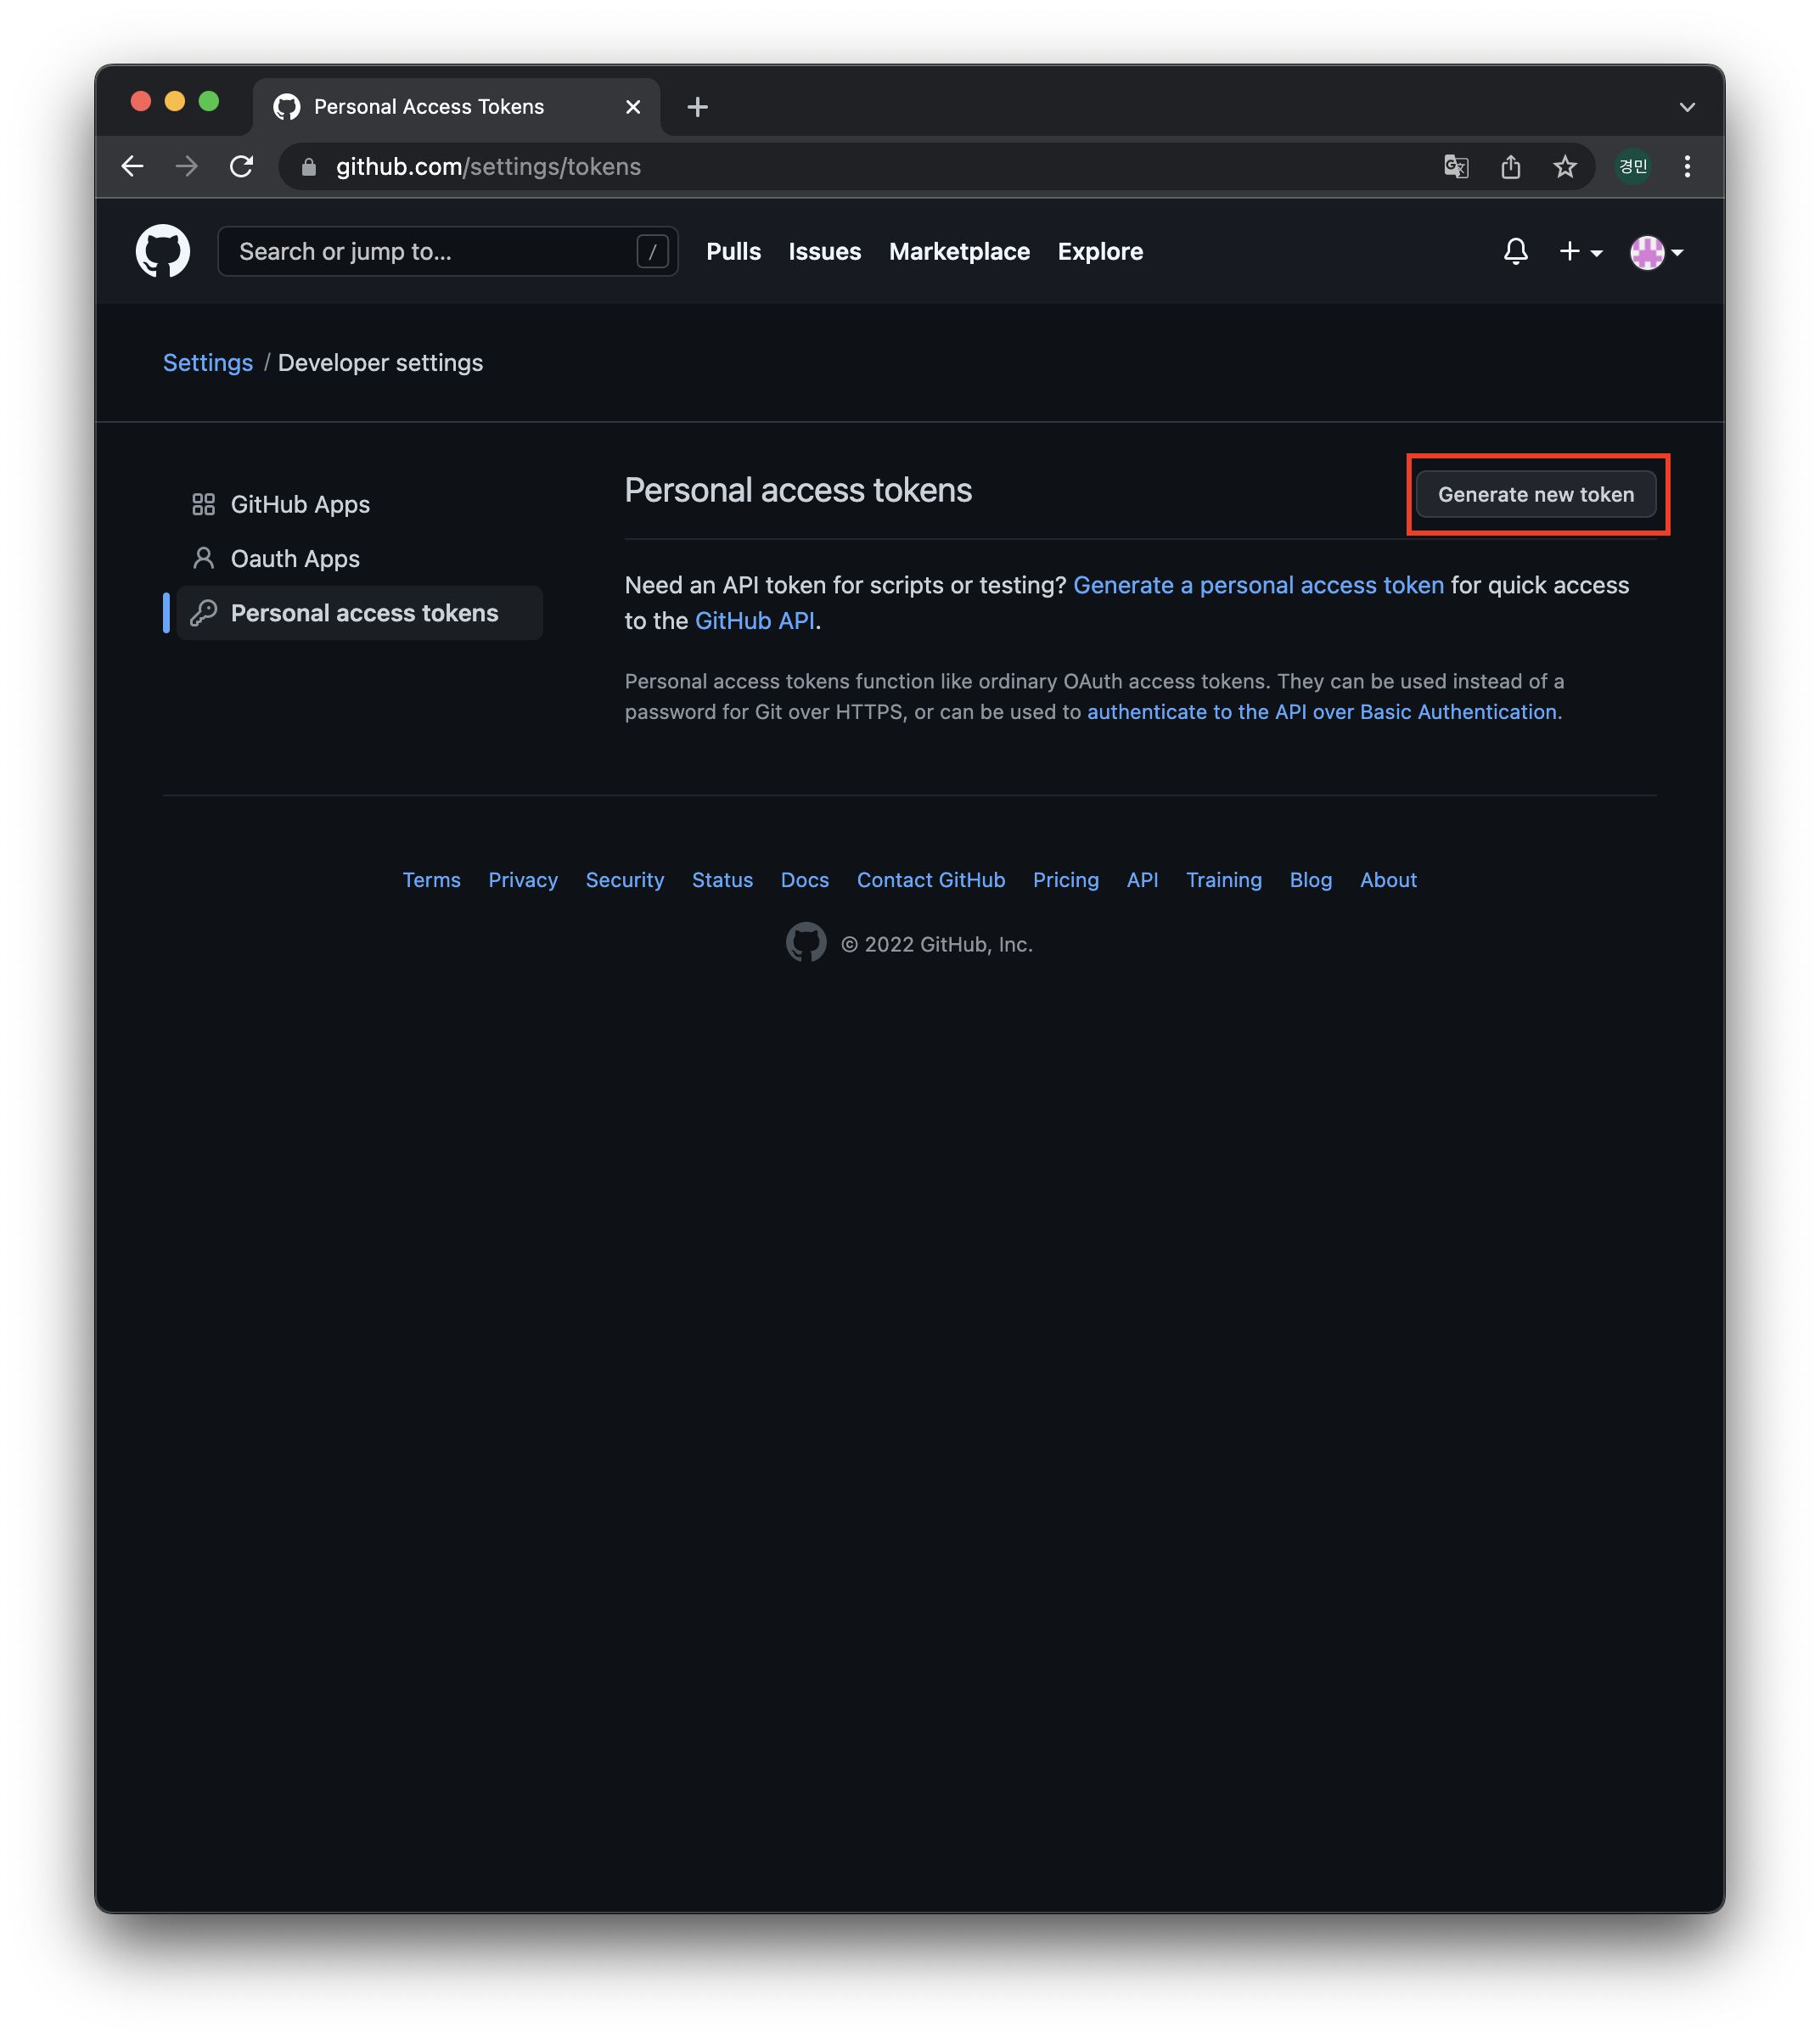 Personal Access Tokens
github.com/settings/tokens
경민
Search or jump to... /
Pulls Issues Marketplace Explore
Settings / Developer settings
GitHub Apps
Oauth Apps
Personal access tokens
Personal access tokens
Generate new token
Need an API token for scripts or testing? Generate a personal access token for quick access
to the GitHub API.
Personal access tokens function like ordinary OAuth access tokens. They can be used instead of a
password for Git over HTTPS, or can be used to authenticate to the API over Basic Authentication.
Terms Privacy Security Status Docs Contact GitHub Pricing API Training Blog About
© 2022 GitHub, Inc.